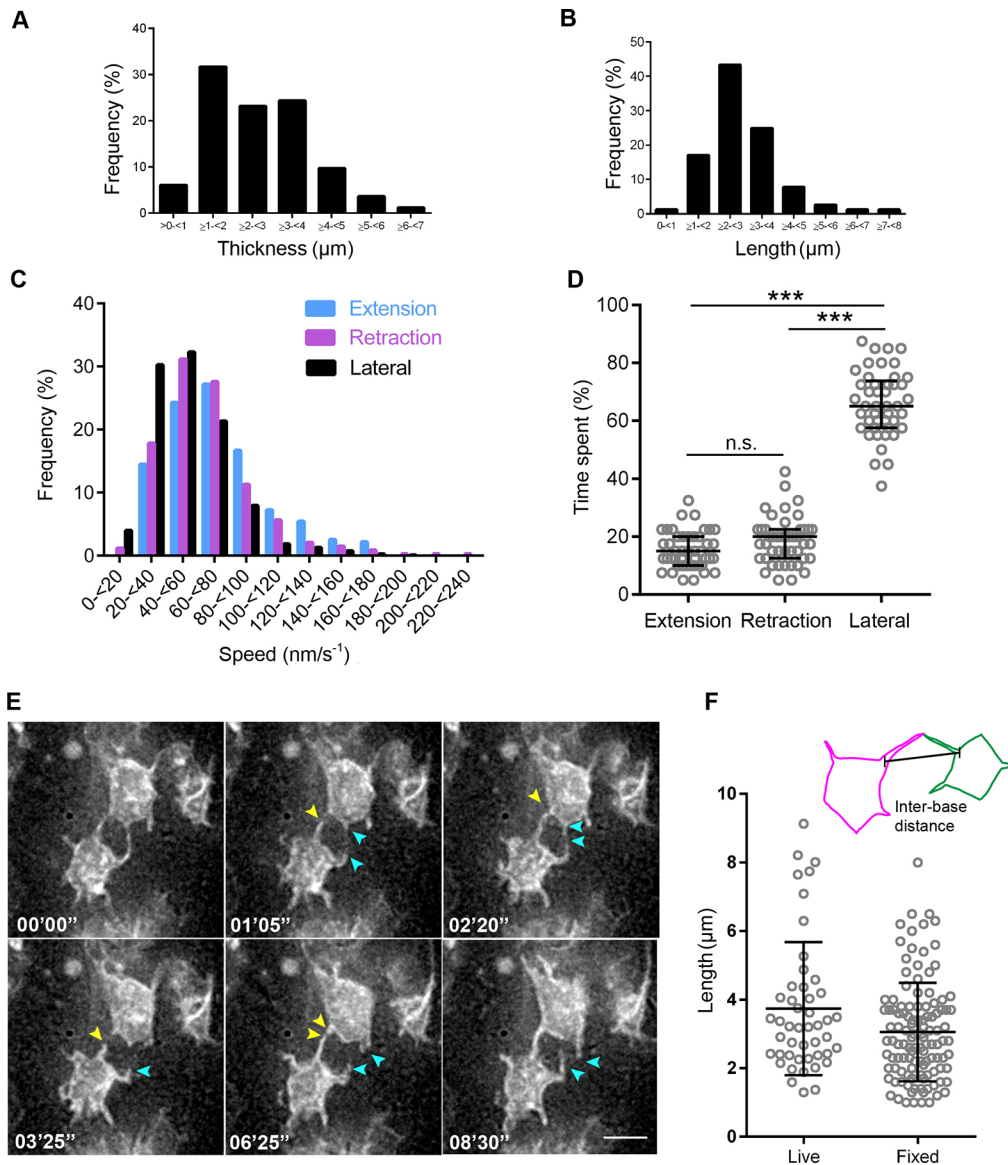 A
Frequency (%)
40
30
20
10
0
>0-<1 ≥1-<2 ≥2-<3 ≥3-<4 ≥4-<5 ≥5-<6 ≥6-<7
Thickness (µm)
B
Frequency (%)
50
40
30
20
10
0
0-<1 ≥1-<2 ≥2-<3 ≥3-<4 ≥4-<5 ≥5-<6 ≥6-<7 ≥7-<8
Length (µm)
C
Frequency (%)
40
30
20
10
0
Extension
Retraction
Lateral
0-<20 20-<40 40-<60 60-<80 80-<100 100-<120 120-<140 140-<160 160-<180 180-<200 200-<220 220-<240
Speed (nm/s⁻¹)
D
Time spent (%)
100
80
60
40
20
0
***
***
n.s.
Extension Retraction Lateral
E
00'00”
01'05”
02'20”
03'25”
06'25”
08'30”
F
Inter-base
distance
Length (µm)
10
8
6
4
2
0
Live Fixed